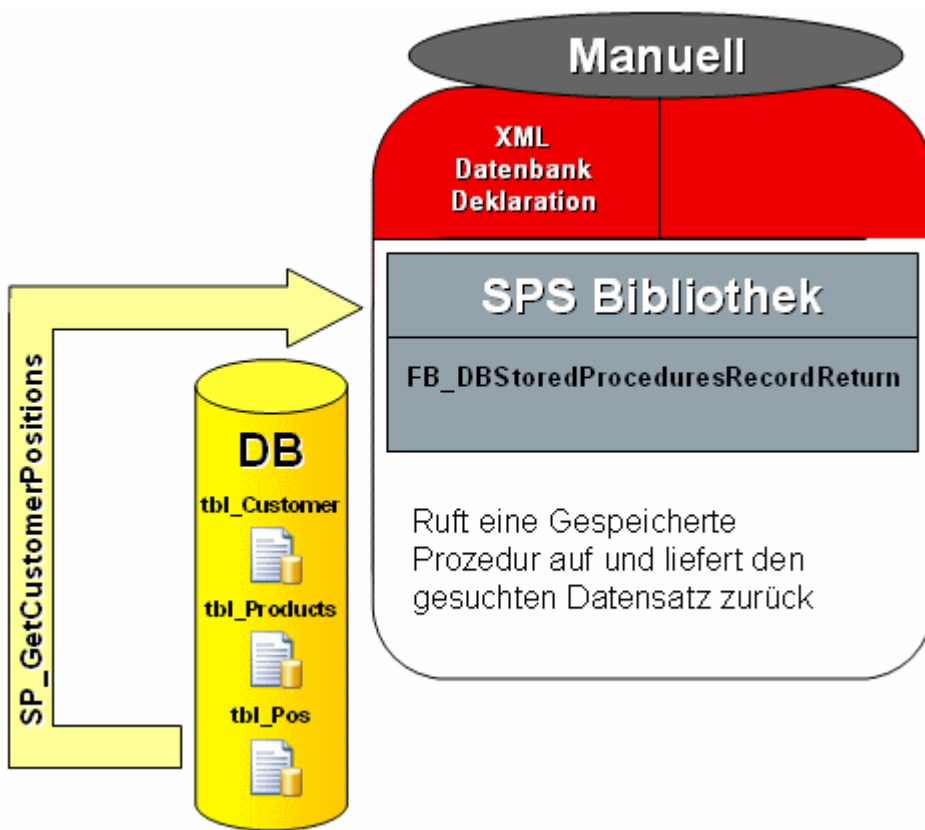 Manuell
XML
Datenbank
Deklaration
SPS Bibliothek
FB_DBStoredProceduresRecordReturn
Ruft eine Gespeicherte
Prozedur auf und liefert den
gesuchten Datensatz zurück
SP_GetCustomerPositions
DB
tbl_Customer
tbl_Products
tbl_Pos